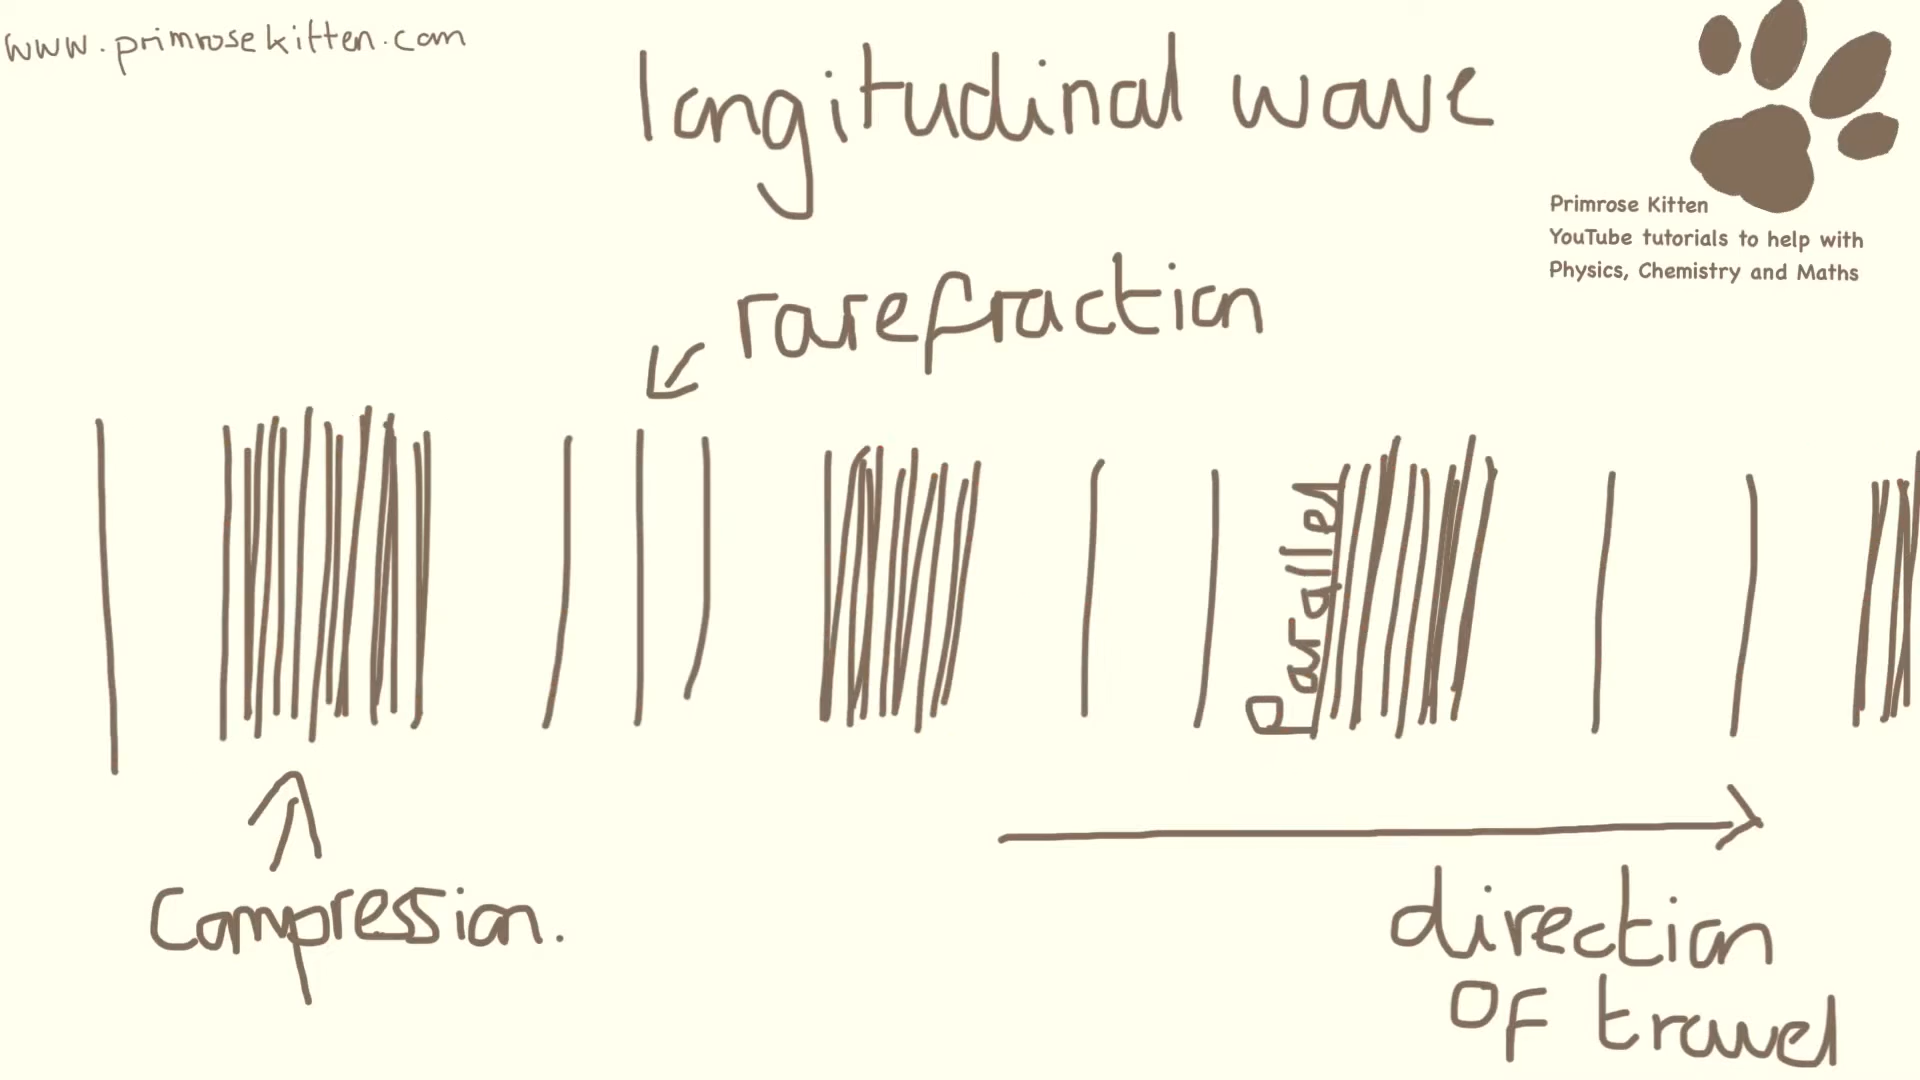 www.primrosekitten.com
longitudinal wave
Primrose Kitten
YouTube tutorials to help with
Physics, Chemistry and Maths
rarefraction
Parallel
compression.
direction
of travel